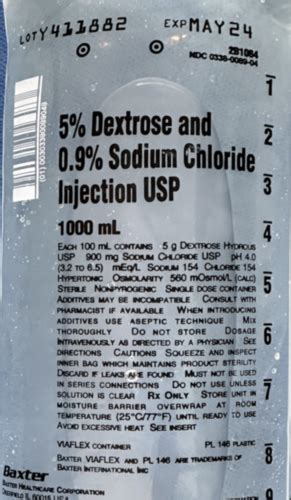 LOT Y411882 EXP MAY 24
2B1064
NDC 0338-0089-04
1
5% Dextrose and
0.9% Sodium Chloride
Injection USP
2
3
1000 mL
4
EACH 100 mL CONTAINS 5 g DEXTROSE HYDROUS
USP 900 mg SODIUM CHLORIDE USP pH 4.0
(3.2 TO 6.5) mEq/L SODIUM 154 CHLORIDE 154
HYPERTONIC OSMOLARITY 560 mOsmol/L (CALC)
STERILE NONPYROGENIC SINGLE DOSE CONTAINER
5
ADDITIVES MAY BE INCOMPATIBLE CONSULT WITH
PHARMACIST IF AVAILABLE WHEN INTRODUCING
ADDITIVES USE ASEPTIC TECHNIQUE MIX
THOROUGHLY DO NOT STORE DOSAGE
6
INTRAVENOUSLY AS DIRECTED BY A PHYSICIAN SEE
DIRECTIONS CAUTIONS SQUEEZE AND INSPECT
INNER BAG WHICH MAINTAINS PRODUCT STERILITY
DISCARD IF LEAKS ARE FOUND MUST NOT BE USED
IN SERIES CONNECTIONS DO NOT USE UNLESS
SOLUTION IS CLEAR RX ONLY STORE UNIT IN
7
MOISTURE BARRIER OVERWRAP AT ROOM
TEMPERATURE (25°C/77°F) UNTIL READY TO USE
AVOID EXCESSIVE HEAT SEE INSERT
8
VIAFLEX CONTAINER PL 146 PLASTIC
BAXTER VIAFLEX AND PL 146 ARE TRADEMARKS OF
BAXTER INTERNATIONAL INC
Baxter
BAXTER HEALTHCARE CORPORATION